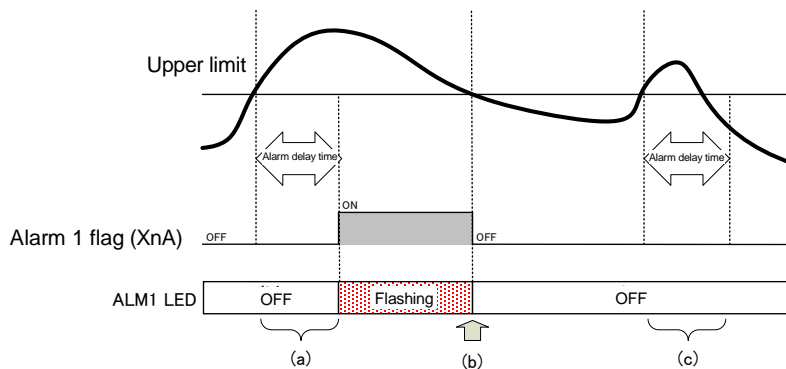 Upper limit
Alarm delay time
Alarm delay time
ON
Alarm 1 flag (XnA)
OFF
OFF
ALM1 LED
OFF
Flashing
OFF
(a)
(b)
(c)